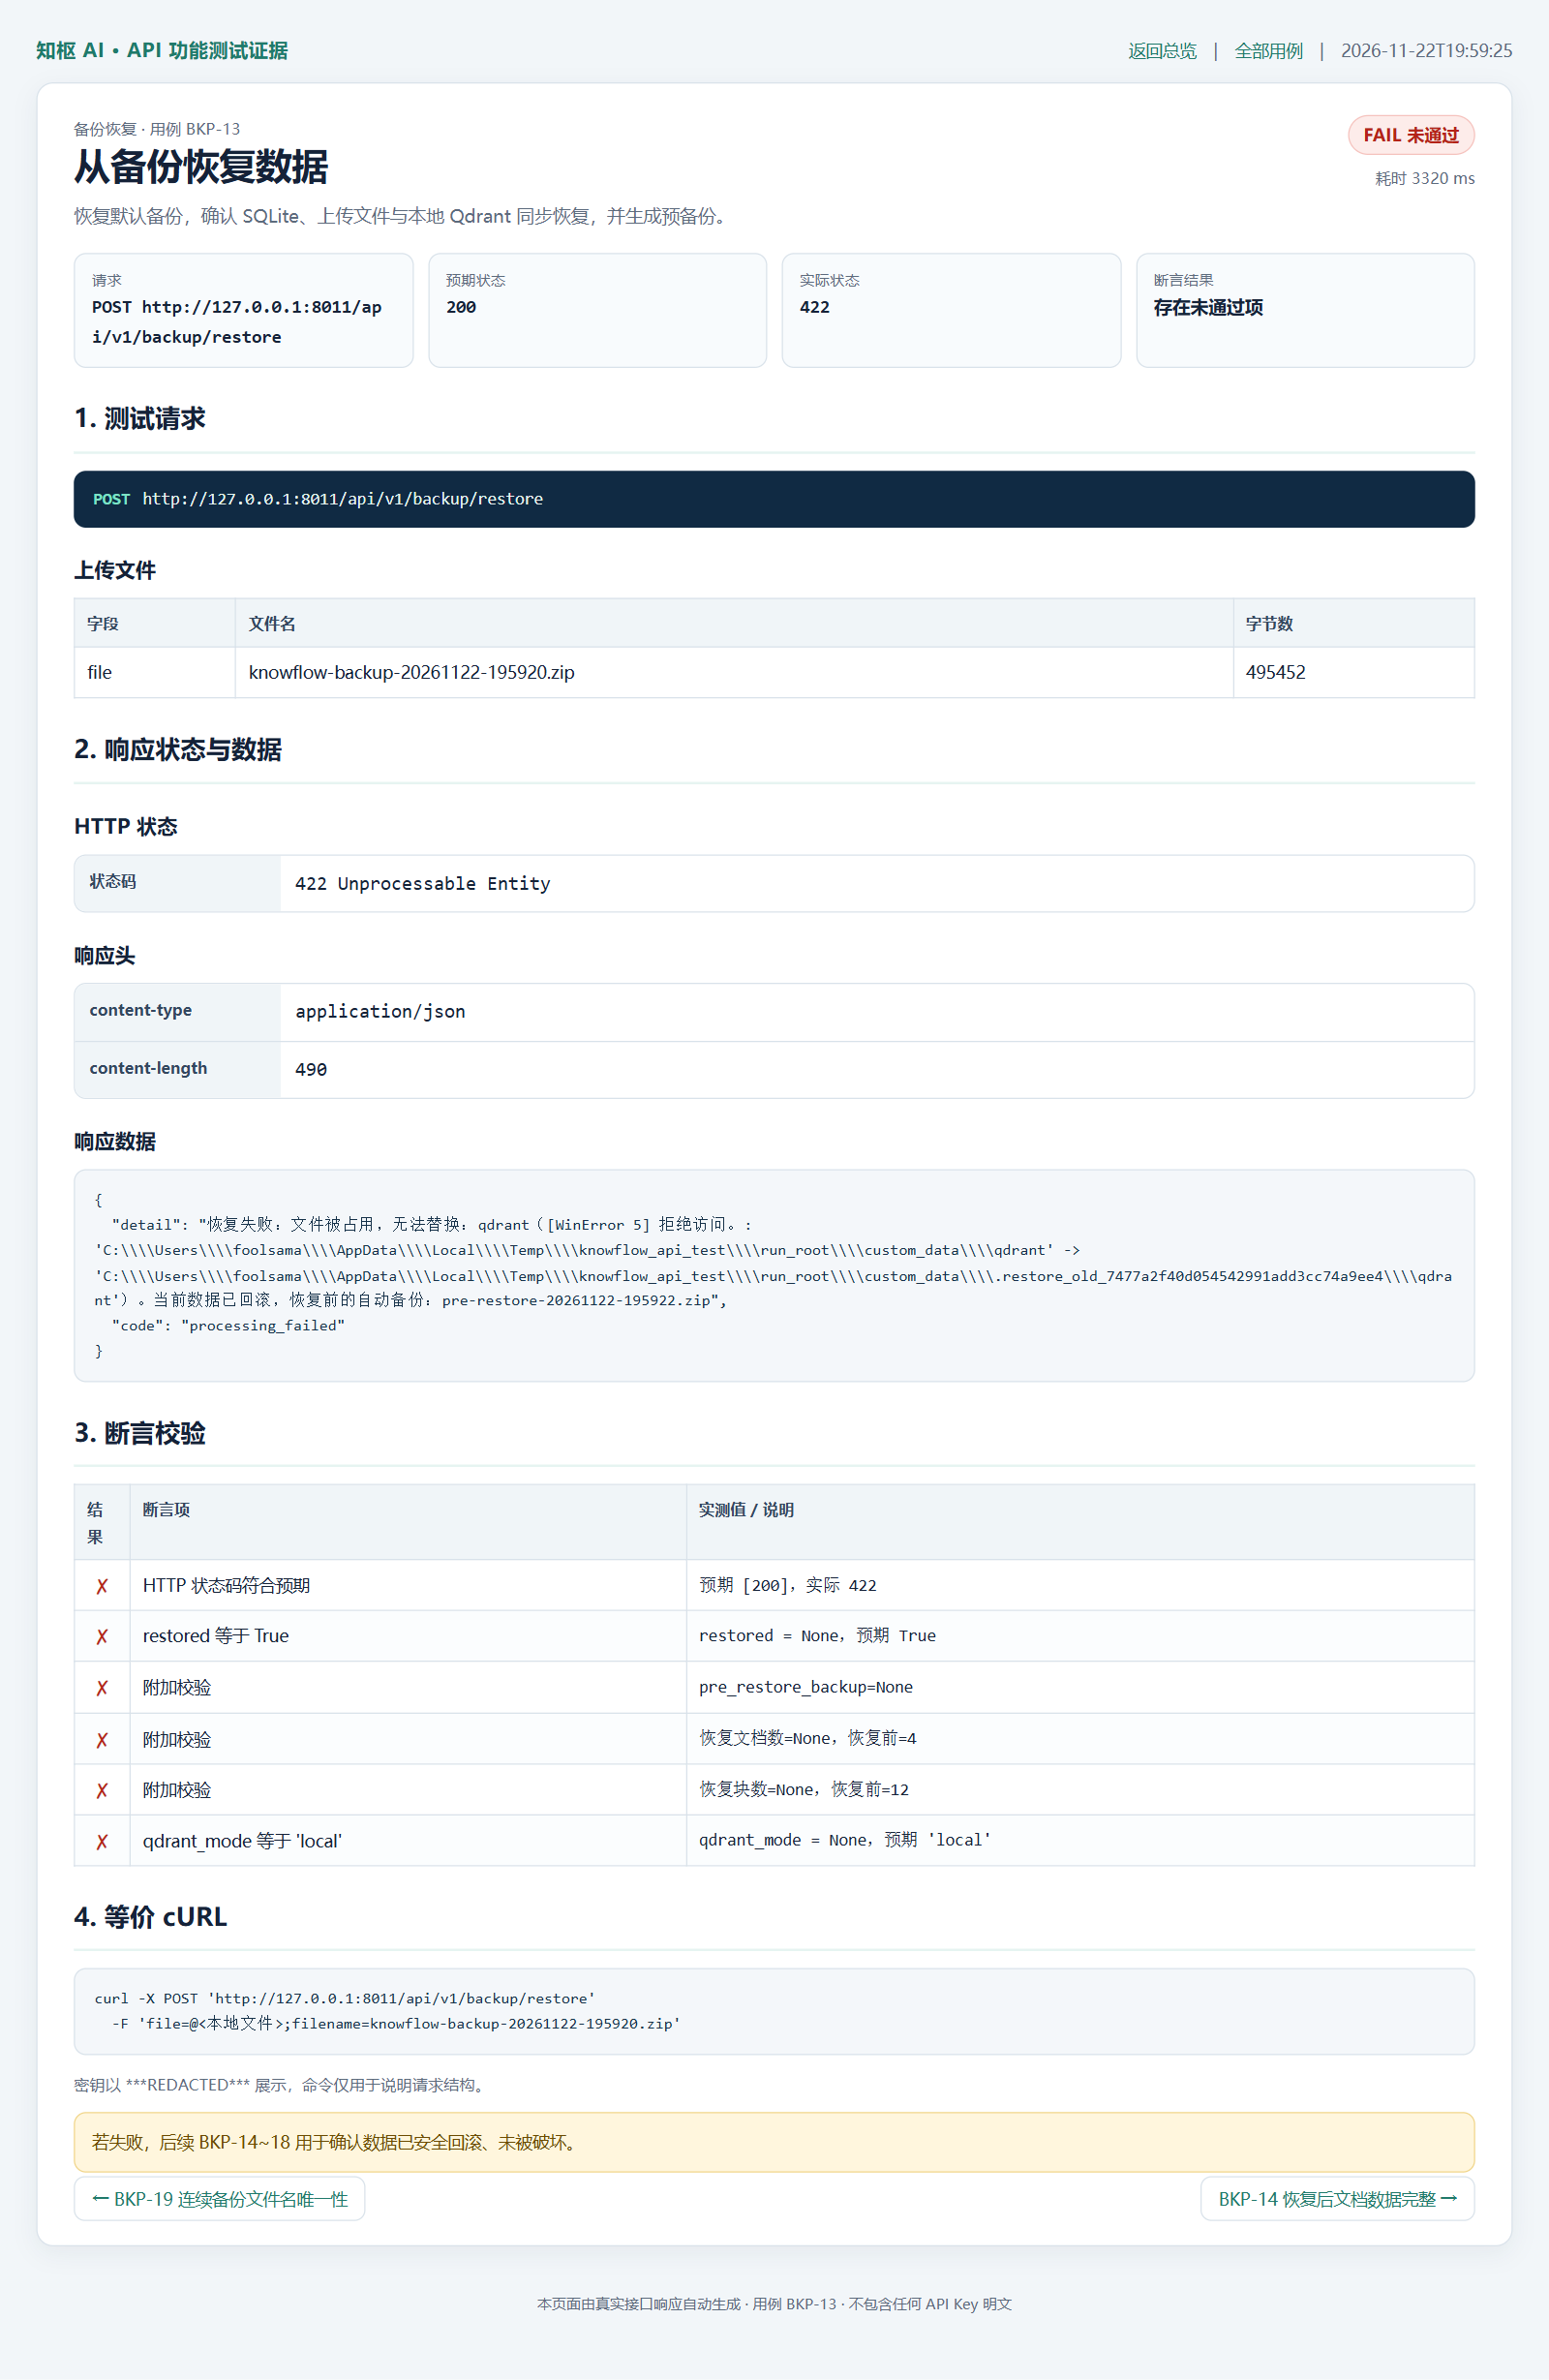 知枢 AI · API 功能测试证据
返回总览 | 全部用例 | 2026-11-22T19:59:25
备份恢复 · 用例 BKP-13
FAIL 未通过
从备份恢复数据
耗时 3320 ms
恢复默认备份，确认 SQLite、上传文件与本地 Qdrant 同步恢复，并生成预备份。
请求
POST http://127.0.0.1:8011/ap
i/v1/backup/restore
预期状态
200
实际状态
422
断言结果
存在未通过项
1. 测试请求
POST http://127.0.0.1:8011/api/v1/backup/restore
上传文件
字段 文件名 字节数
file knowflow-backup-20261122-195920.zip 495452
2. 响应状态与数据
HTTP 状态
状态码 422 Unprocessable Entity
响应头
content-type application/json
content-length 490
响应数据
{
"detail": "恢复失败：文件被占用，无法替换：qdrant（[WinError 5] 拒绝访问。:
'C:\\\\Users\\\\foolsama\\\\AppData\\\\Local\\\\Temp\\\\knowflow_api_test\\\\run_root\\\\custom_data\\\\qdrant' ->
'C:\\\\Users\\\\foolsama\\\\AppData\\\\Local\\\\Temp\\\\knowflow_api_test\\\\run_root\\\\custom_data\\\\.restore_old_7477a2f40d054542991add3cc74a9ee4\\\\qdra
nt'）。当前数据已回滚，恢复前的自动备份：pre-restore-20261122-195922.zip",
"code": "processing_failed"
}
3. 断言校验
结
果 断言项 实测值 / 说明
✗ HTTP 状态码符合预期 预期 [200]，实际 422
✗ restored 等于 True restored = None，预期 True
✗ 附加校验 pre_restore_backup=None
✗ 附加校验 恢复文档数=None，恢复前=4
✗ 附加校验 恢复块数=None，恢复前=12
✗ qdrant_mode 等于 'local' qdrant_mode = None，预期 'local'
4. 等价 cURL
curl -X POST 'http://127.0.0.1:8011/api/v1/backup/restore'
-F 'file=@<本地文件>;filename=knowflow-backup-20261122-195920.zip'
密钥以 ***REDACTED*** 展示，命令仅用于说明请求结构。
若失败，后续 BKP-14~18 用于确认数据已安全回滚、未被破坏。
← BKP-19 连续备份文件名唯一性
BKP-14 恢复后文档数据完整 →
本页面由真实接口响应自动生成 · 用例 BKP-13 · 不包含任何 API Key 明文